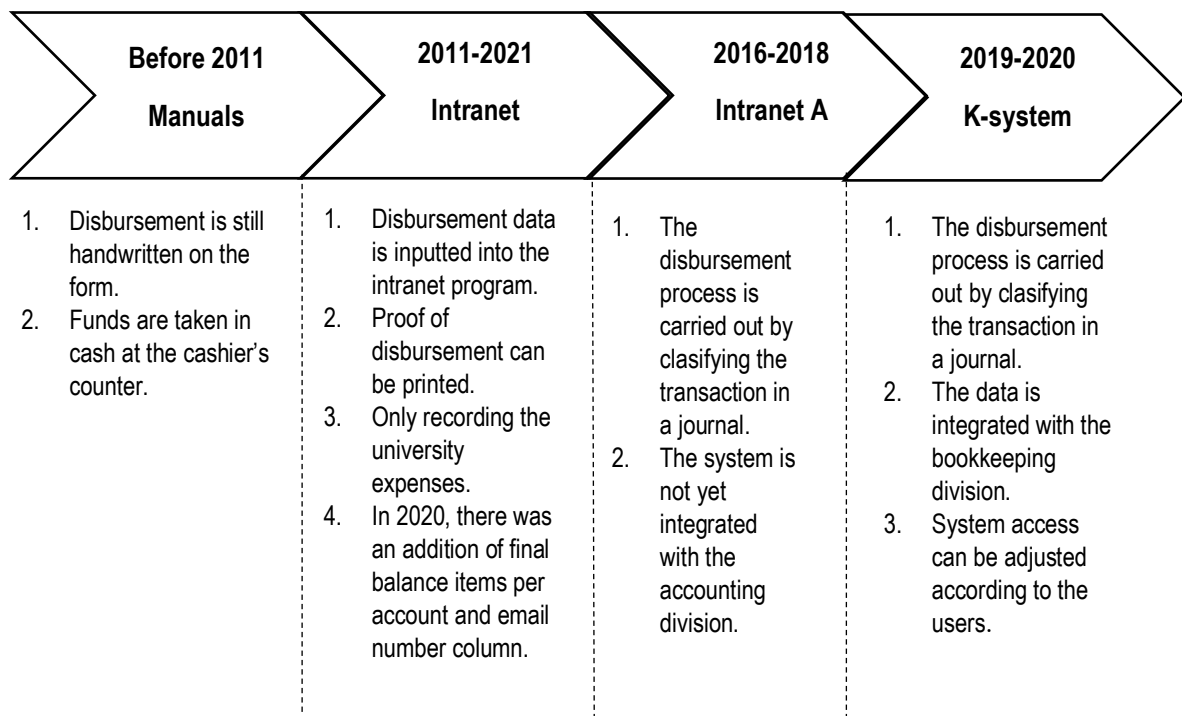 Before 2011
Manuals
2011-2021
Intranet
2016-2018
Intranet A
2019-2020
K-system
1. Disbursement is still
handwritten on the
form.
2. Funds are taken in
cash at the cashier's
counter.
1. Disbursement data
is inputted into the
intranet program.
2. Proof of
disbursement can
be printed.
3. Only recording the
university
expenses.
4. In 2020, there was
an addition of final
balance items per
account and email
number column.
1. The
disbursement
process is
carried out by
clasifying the
transaction in
a journal.
2. The system is
not yet
integrated
with the
accounting
division.
1. The disbursement
process is carried
out by clasifying
the transaction in
a journal.
2. The data is
integrated with the
bookkeeping
division.
3. System access
can be adjusted
according to the
users.